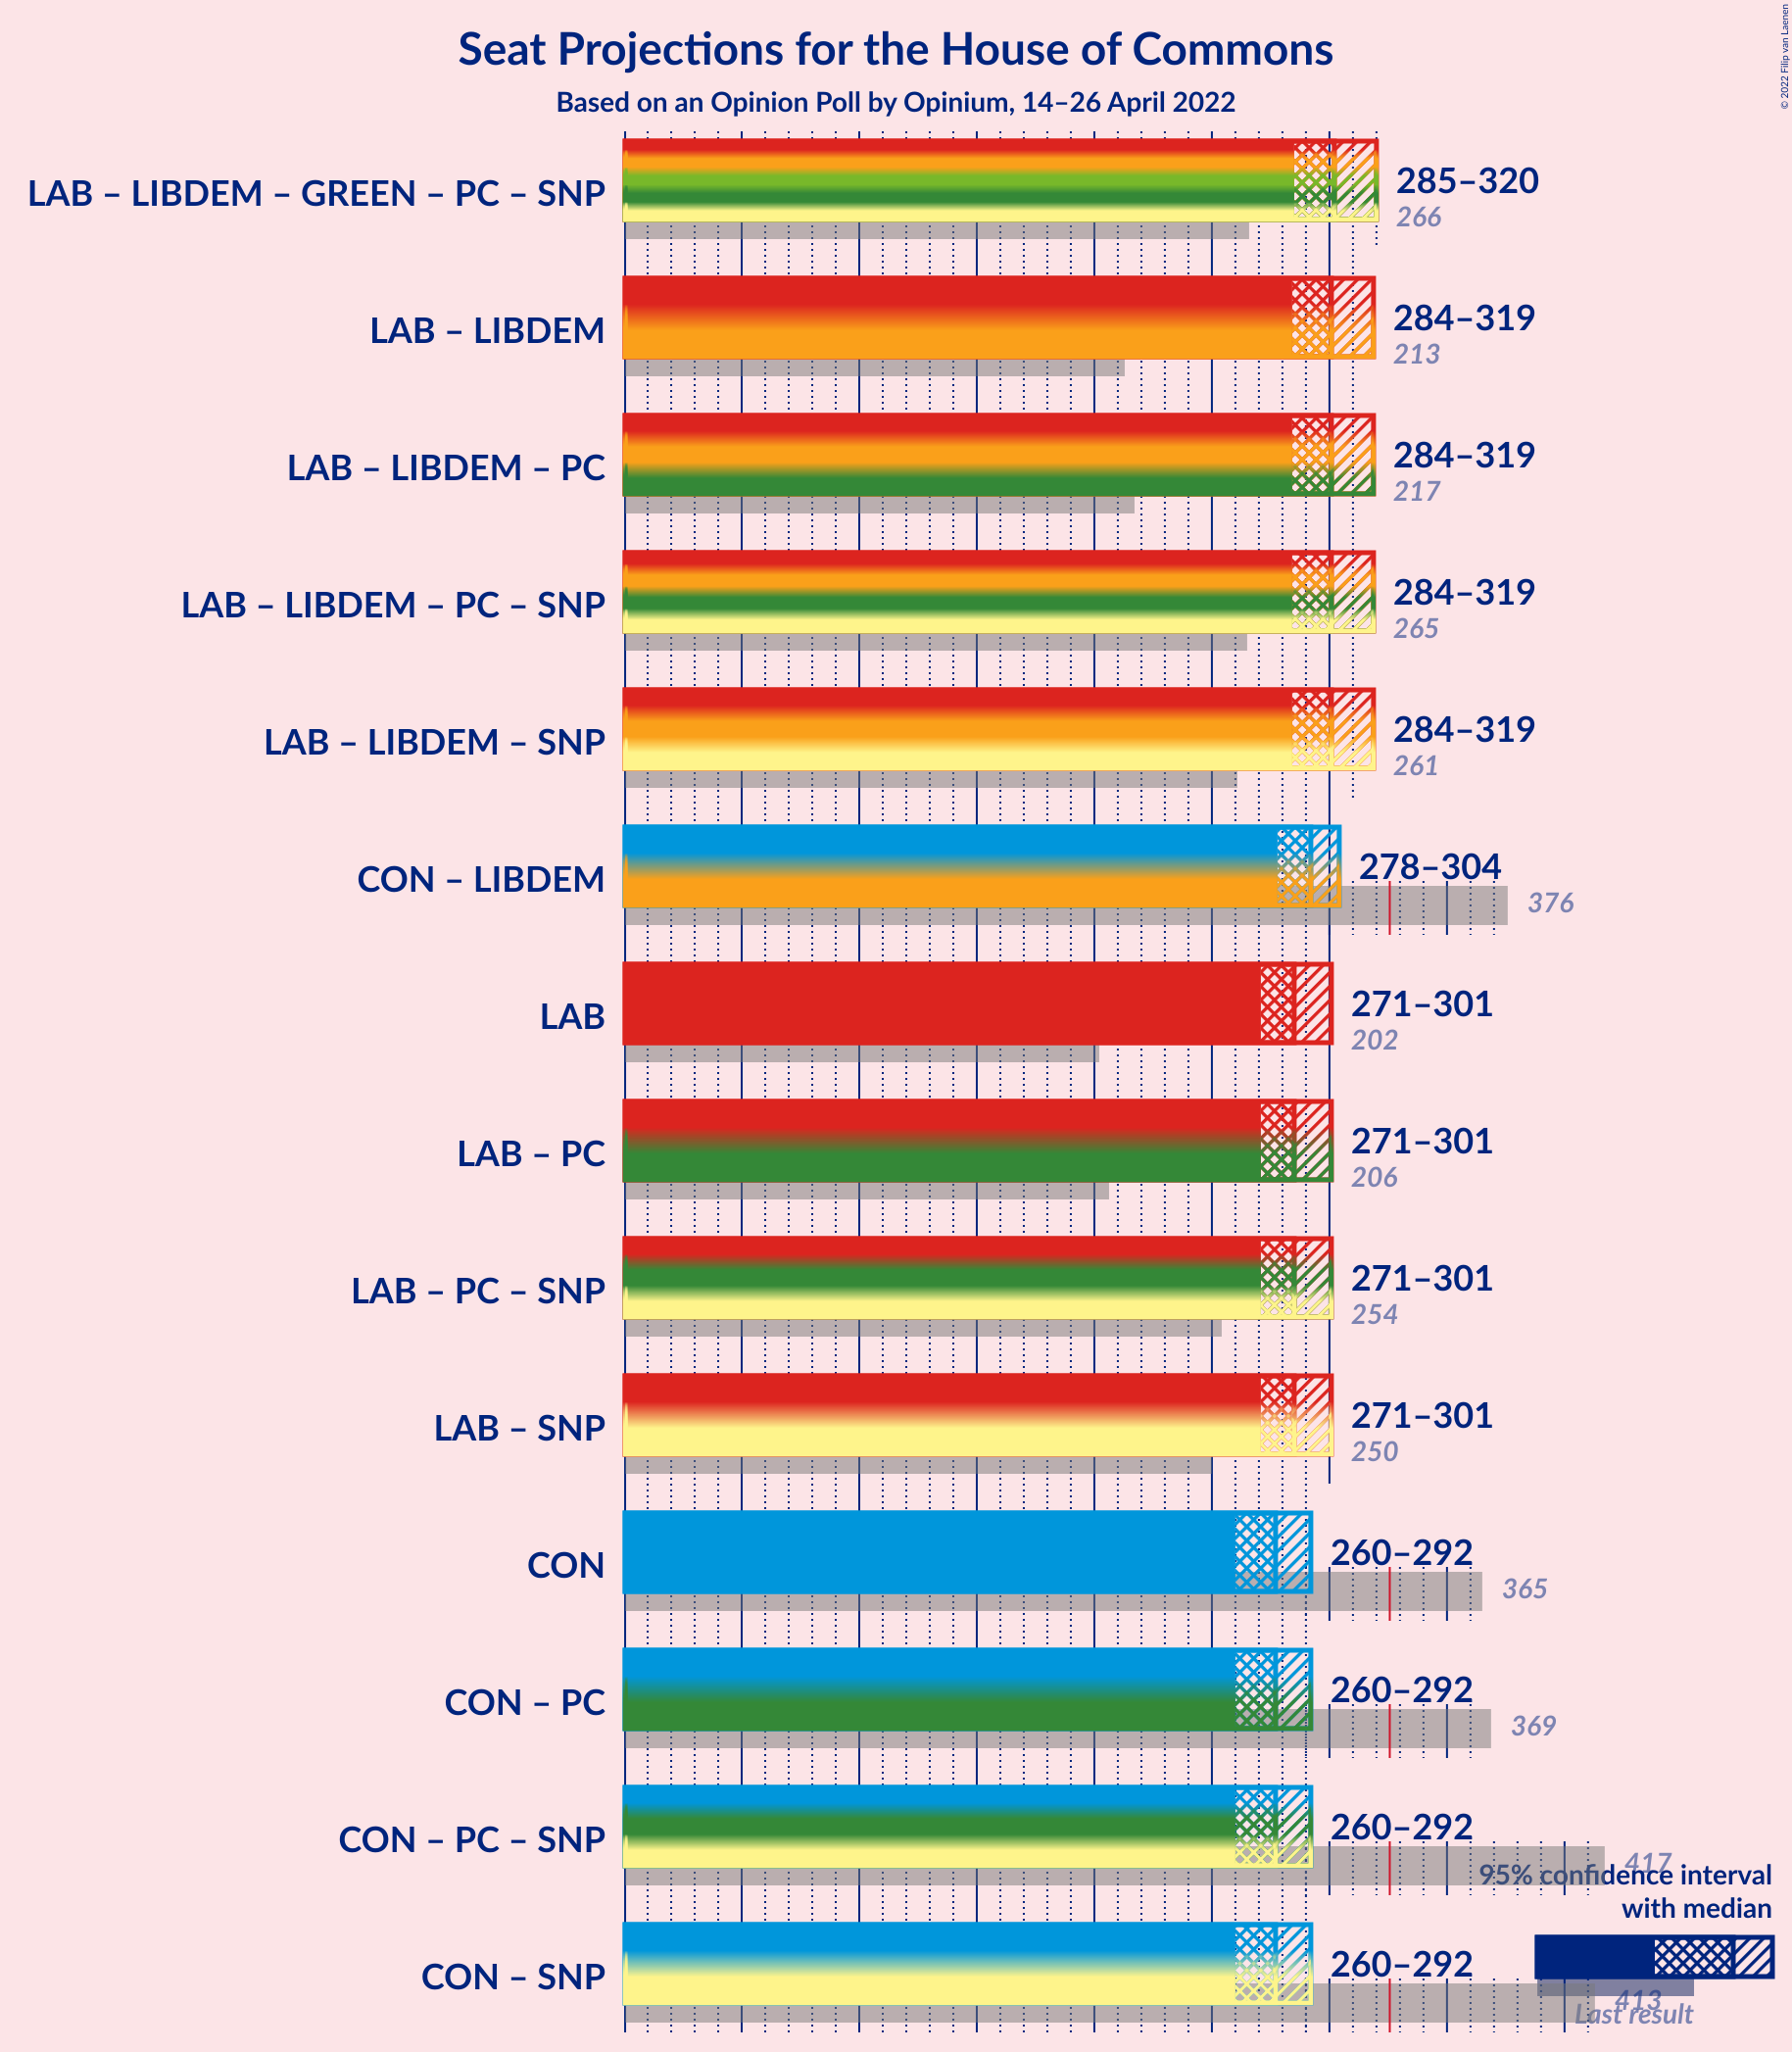 Seat Projections for the House of Commons
Based on an Opinion Poll by Opinium, 14–26 April 2022
© 2022 Filip van Laenen
LAB – LIBDEM – GREEN – PC – SNP
285–320
266
LAB – LIBDEM
284–319
213
LAB – LIBDEM – PC
284–319
217
LAB – LIBDEM – PC – SNP
284–319
265
LAB – LIBDEM – SNP
284–319
261
CON – LIBDEM
278–304
376
LAB
271–301
202
LAB – PC
271–301
206
LAB – PC – SNP
271–301
254
LAB – SNP
271–301
250
CON
260–292
365
CON – PC
260–292
369
CON – PC – SNP
260–292
417
CON – SNP
260–292
413
95% confidence interval
with median
Last result